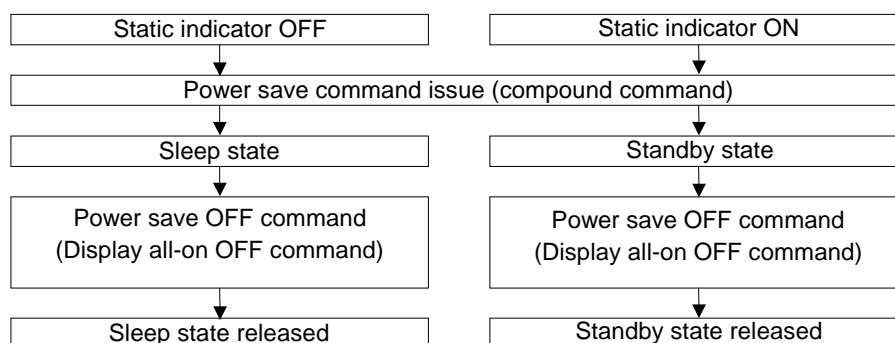 Static indicator OFF
Static indicator ON
Power save command issue (compound command)
Sleep state
Standby state
Power save OFF command
(Display all-on OFF command)
Power save OFF command
(Display all-on OFF command)
Sleep state released
Standby state released